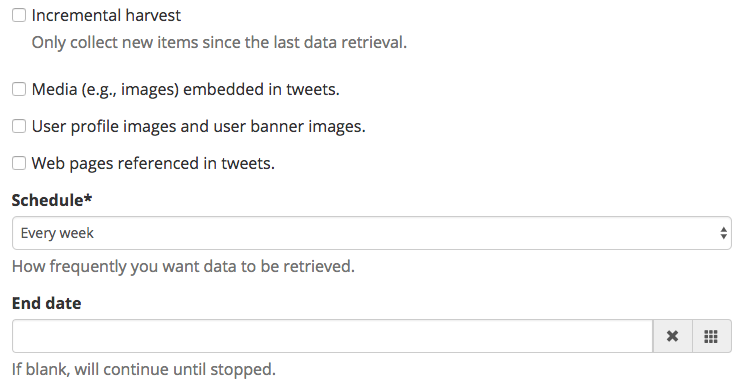 Incremental harvest
Only collect new items since the last data retrieval.
Media (e.g., images) embedded in tweets.
User profile images and user banner images.
Web pages referenced in tweets.
Schedule*
Every week
How frequently you want data to be retrieved.
End date
If blank, will continue until stopped.